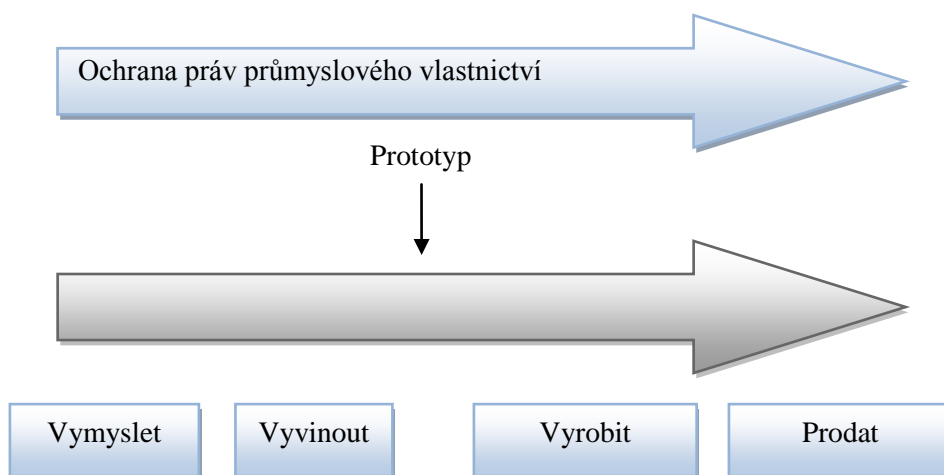 Ochrana práv průmyslového vlastnictví
Prototyp
Vymyslet Vyvinout Vyrobit Prodat